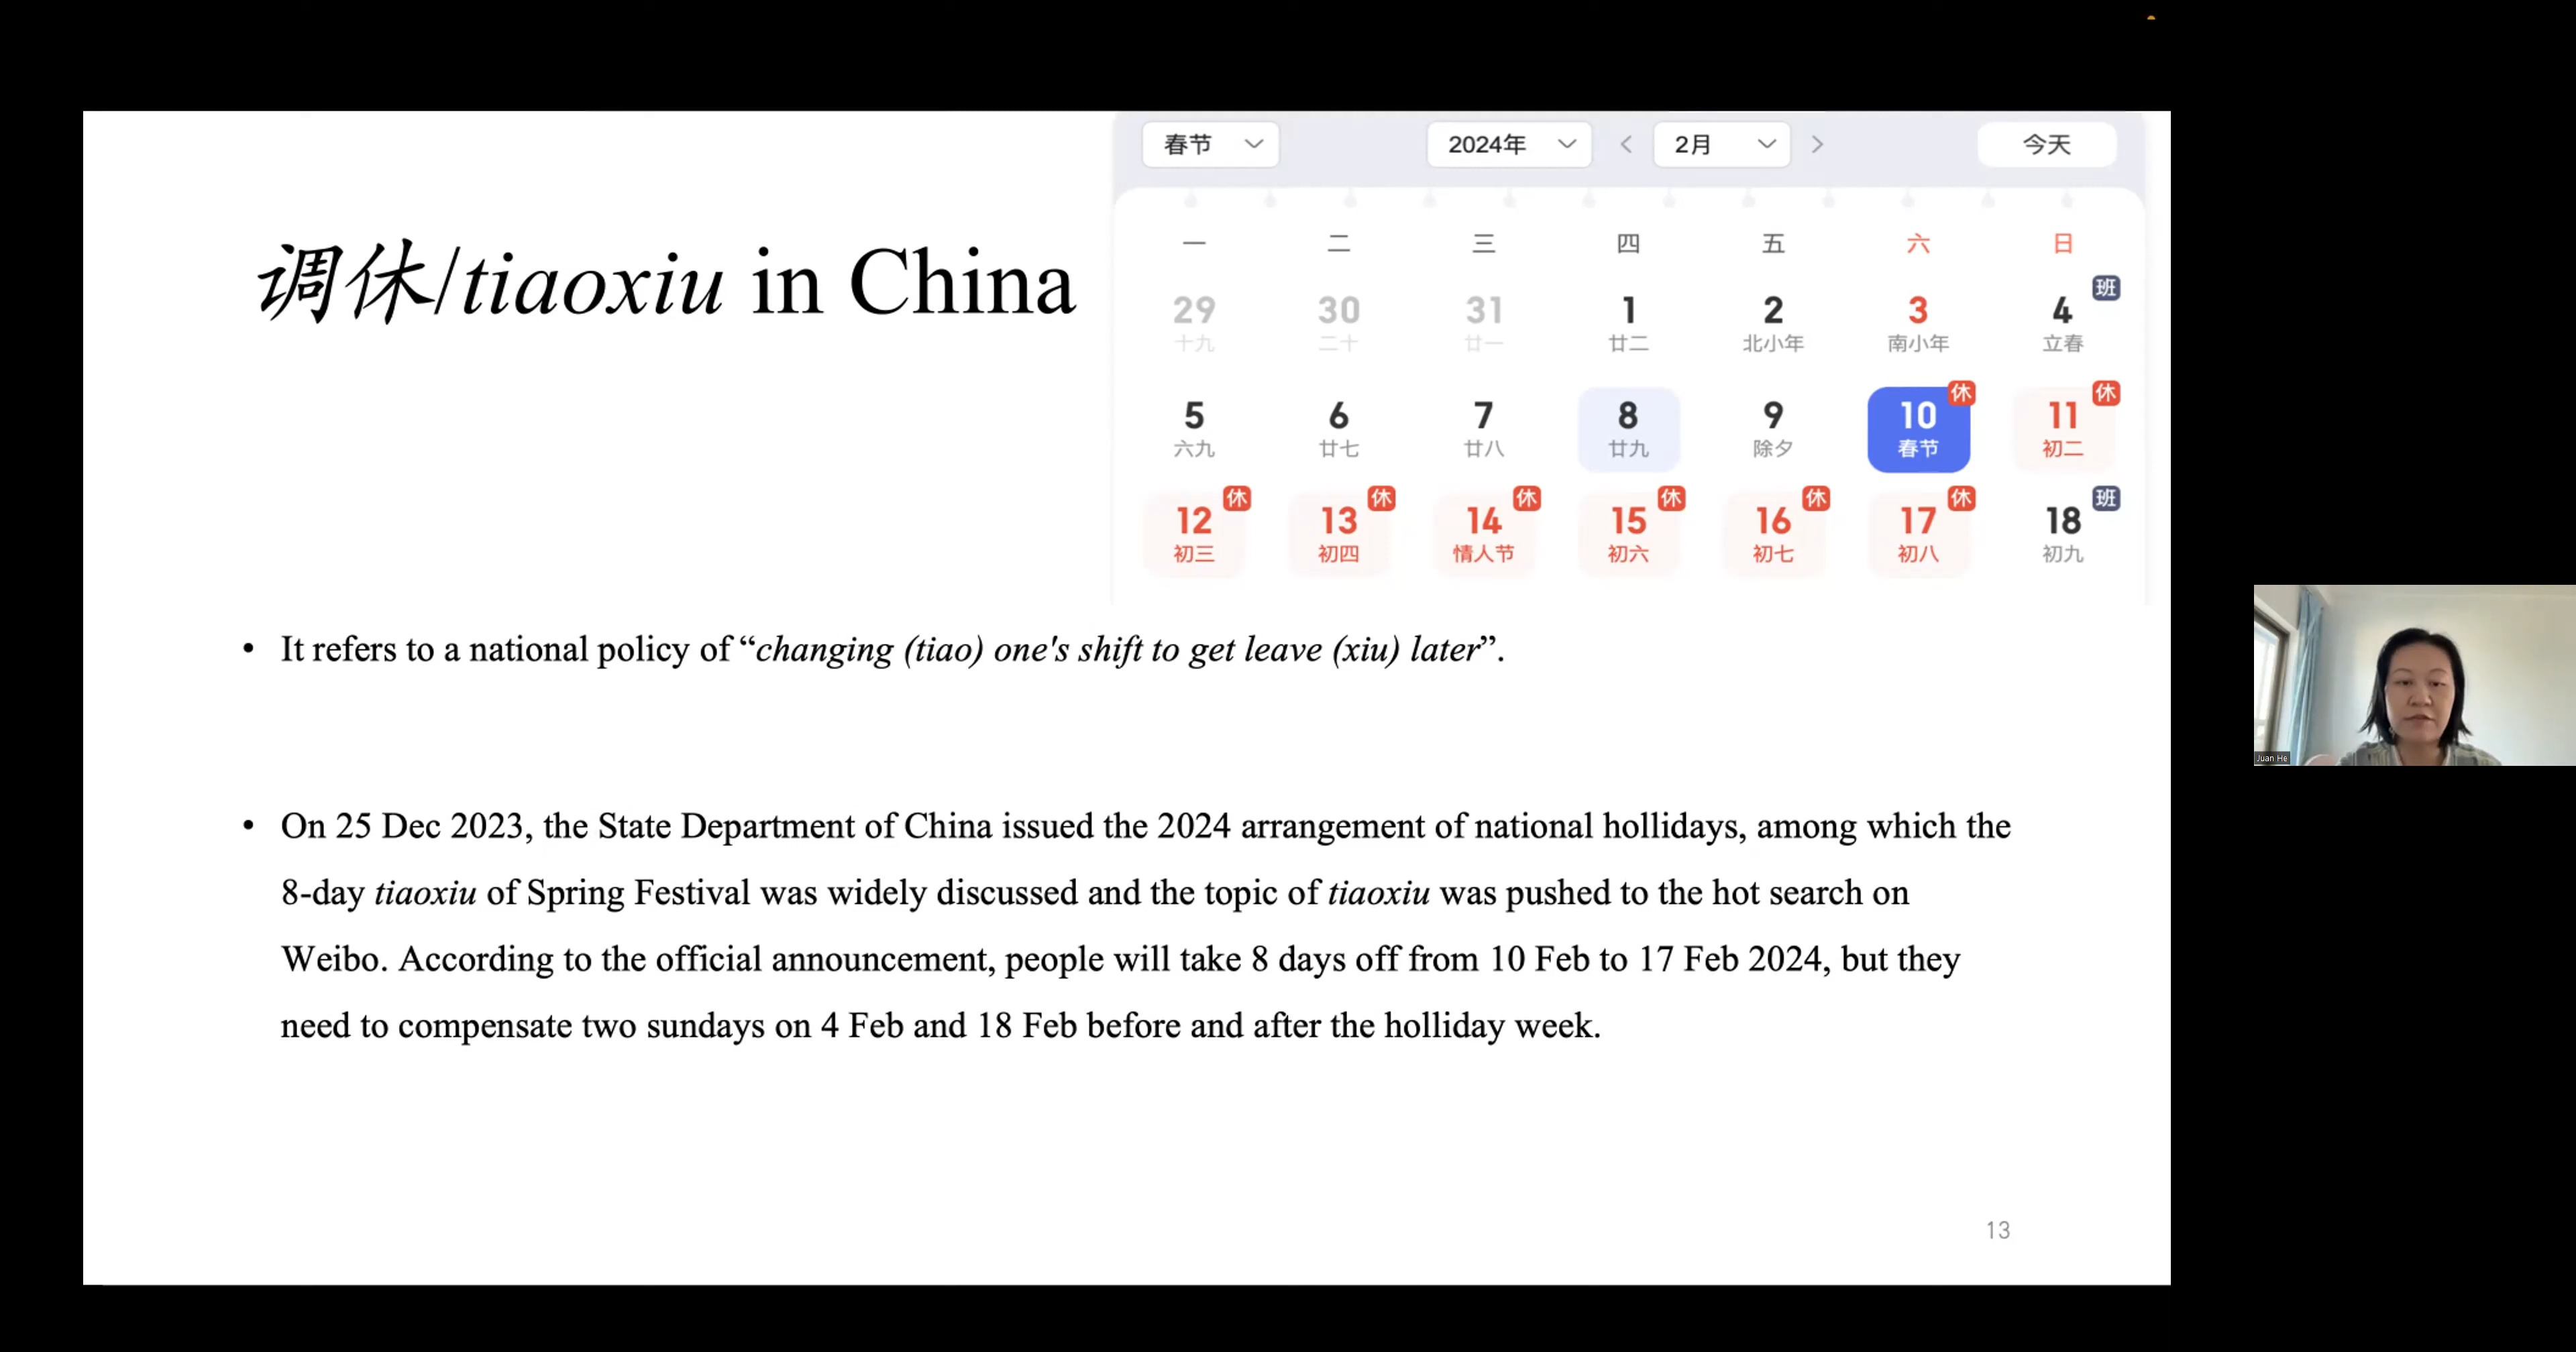 调休/tiaoxiu in China
春节 2024年 2月 今天
一 二 三 四 五 六 日
29 30 31 1 2 3 4 班
十九 二十 廿一 廿二 北小年 南小年 立春
5 6 7 8 9 10 休 11 休
六九 廿七 廿八 廿九 除夕 春节 初二
12 休 13 休 14 休 15 休 16 休 17 休 18 班
初三 初四 情人节 初六 初七 初八 初九
• It refers to a national policy of “changing (tiao) one's shift to get leave (xiu) later”.
• On 25 Dec 2023, the State Department of China issued the 2024 arrangement of national hollidays, among which the
8-day tiaoxiu of Spring Festival was widely discussed and the topic of tiaoxiu was pushed to the hot search on
Weibo. According to the official announcement, people will take 8 days off from 10 Feb to 17 Feb 2024, but they
need to compensate two sundays on 4 Feb and 18 Feb before and after the holliday week.
13
Juan He